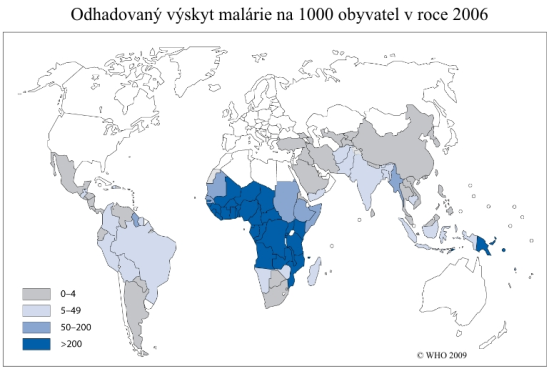 Odhadovaný výskyt malárie na 1000 obyvatel v roce 2006
0–4
5–49
50–200
>200
© WHO 2009